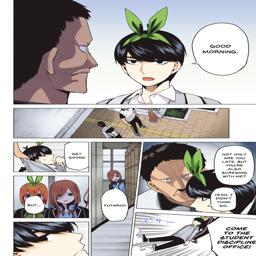 GOOD
MORNING.
NOT ONLY
ARE YOU
LATE, BUT
YOU'RE
ALSO
SCREWING
WITH ME?
YEAH, I
DIDN'T
THINK
SO.
GET
GOING!
BUT...
FUTARO!
COME TO
THE STUDENT
DISCIPLINE
OFFICE!